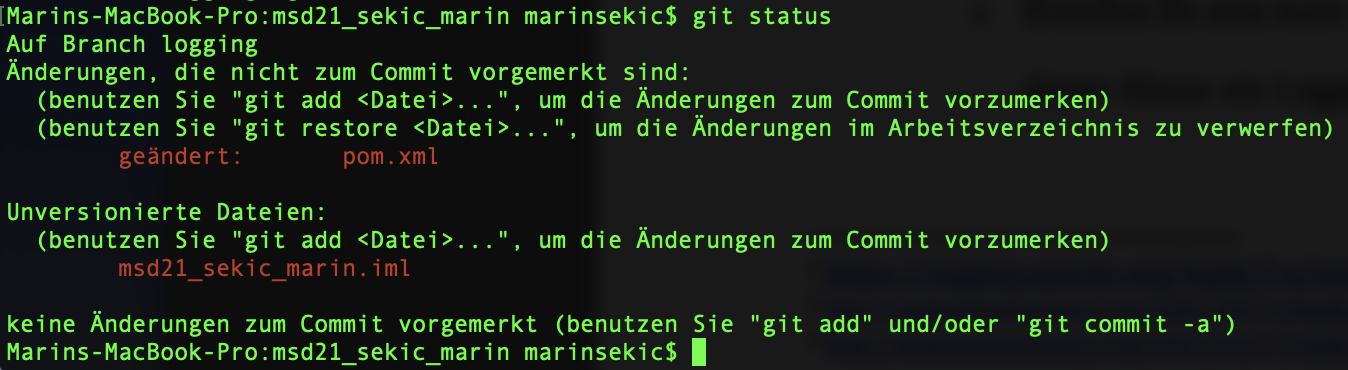 Marins-MacBook-Pro:msd21_sekic_marin marinsekic$ git status
Auf Branch logging
Änderungen, die nicht zum Commit vorgemerkt sind:
  (benutzen Sie "git add <Datei>...", um die Änderungen zum Commit vorzumerken)
  (benutzen Sie "git restore <Datei>...", um die Änderungen im Arbeitsverzeichnis zu verwerfen)
        geändert:       pom.xml

Unversionierte Dateien:
  (benutzen Sie "git add <Datei>...", um die Änderungen zum Commit vorzumerken)
        msd21_sekic_marin.iml

keine Änderungen zum Commit vorgemerkt (benutzen Sie "git add" und/oder "git commit -a")
Marins-MacBook-Pro:msd21_sekic_marin marinsekic$